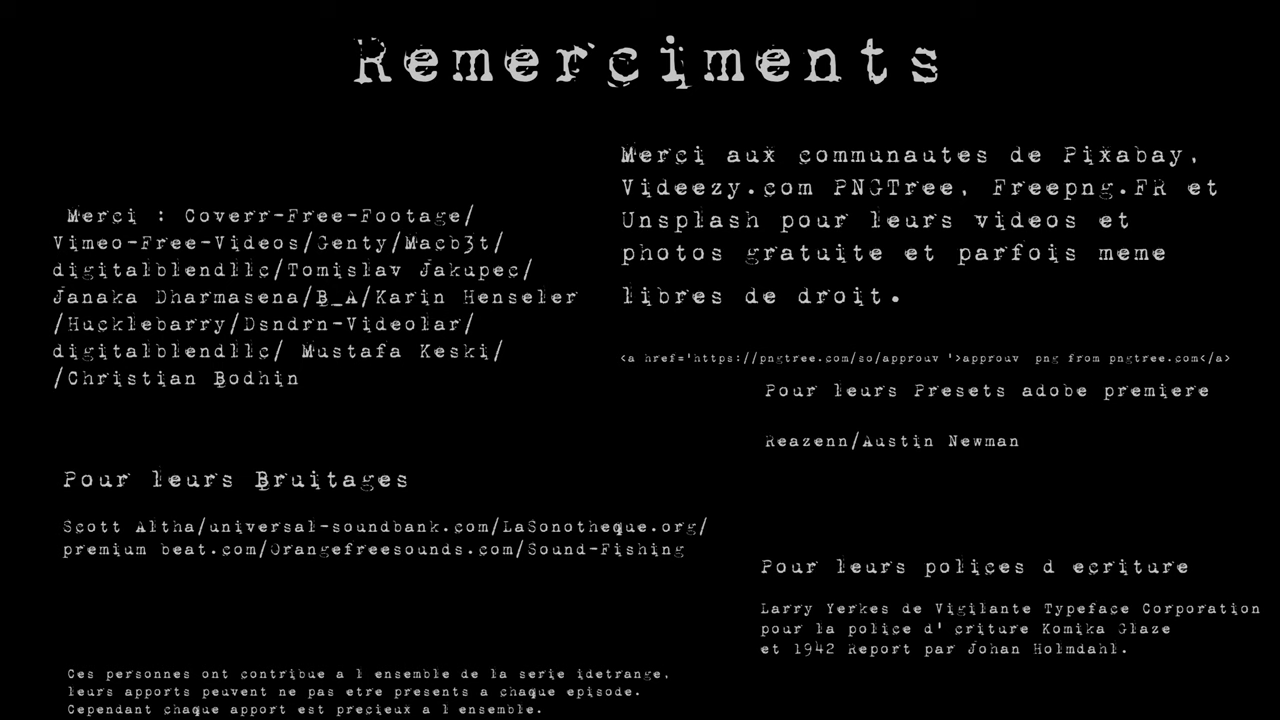 Remerciments
Merci : Coverr-Free-Footage/
Vimeo-Free-Videos/Genty/Macb3t/
digitalblendllc/Tomislav Jakupec/
Janaka Dharmasena/B_A/Karin Henseler
/Hucklebarry/Dsndrn-Videolar/
digitalblendllc/ Mustafa Keski/
/Christian Bodhin
Merci aux communautes de Pixabay,
Videezy.com PNGTree, Freepng.FR et
Unsplash pour leurs videos et
photos gratuite et parfois meme
libres de droit.
<a href='https://pngtree.com/so/approuv '>approuv  png from pngtree.com</a>
Pour leurs Presets adobe premiere
Reazenn/Austin Newman
Pour leurs Bruitages
Scott Altha/universal-soundbank.com/LaSonotheque.org/
premium beat.com/Orangefreesounds.com/Sound-Fishing
Pour leurs polices d ecriture
Larry Yerkes de Vigilante Typeface Corporation
pour la police d' criture Komika Glaze
et 1942 Report par Johan Holmdahl.
Ces personnes ont contribue a l ensemble de la serie idetrange,
leurs apports peuvent ne pas etre presents a chaque episode.
Cependant chaque apport est precieux a l ensemble.